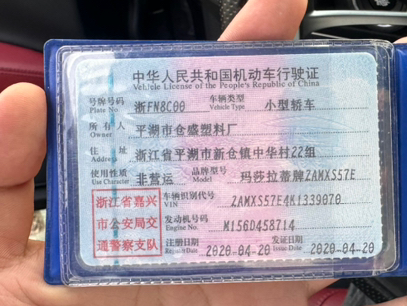 中华人民共和国机动车行驶证
Vehicle License of the People's Republic of China
号牌号码 Plate No. 浙FN8C00 车辆类型 Vehicle Type 小型轿车
所有人 Owner 平湖市仓盛塑料厂
住址 Address 浙江省平湖市新仓镇中华村22组
使用性质 Use Character 非营运 品牌型号 Model 玛莎拉蒂牌ZAMXS57E
浙江省嘉兴市公安局交通警察支队
车辆识别代号 VIN ZAMXS57E4K1339070
发动机号码 Engine No. M156D458714
注册日期 Register Date 2020-04-20 发证日期 Issue Date 2020-04-20